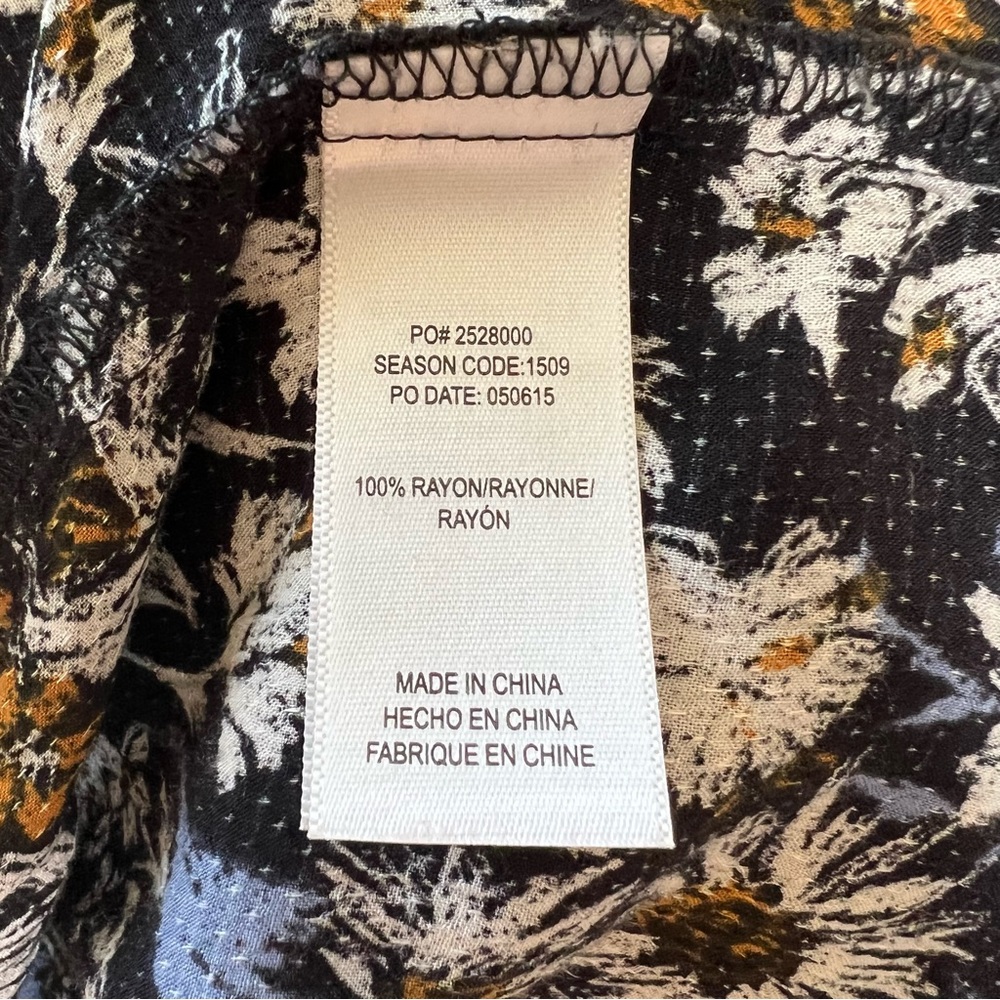 PO# 2528000
SEASON CODE:1509
PO DATE: 050615
100% RAYON/RAYONNE/
RAYÓN
MADE IN CHINA
HECHO EN CHINA
FABRIQUE EN CHINE